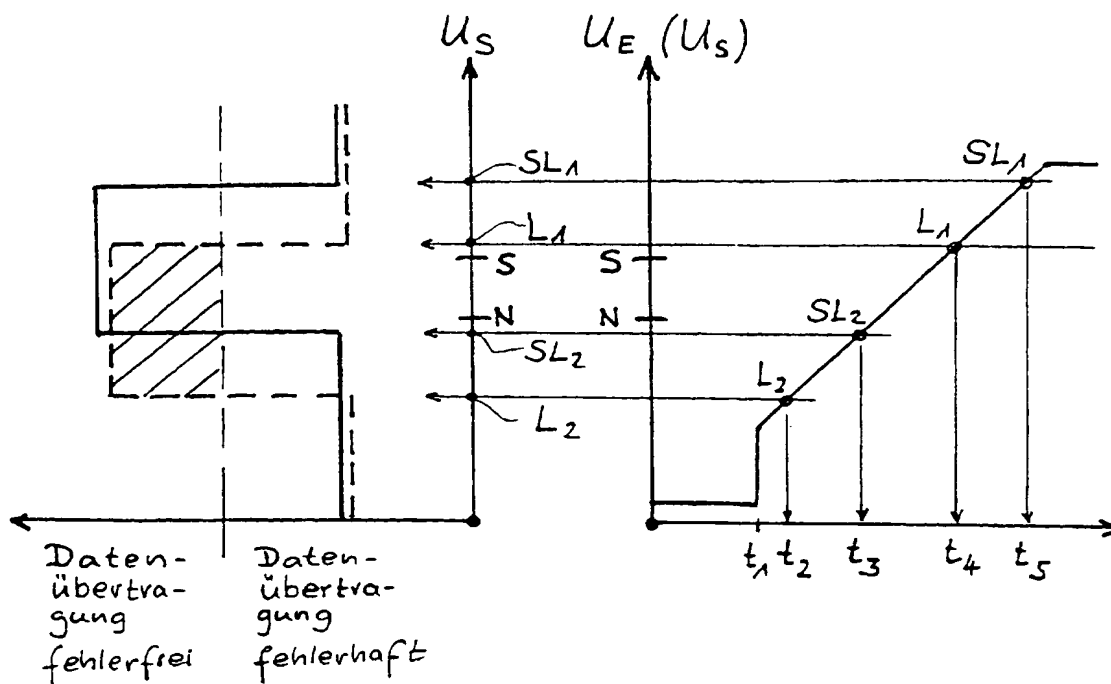 U_S
U_E (U_S)
SL_1
SL_1
L_1
L_1
S
S
N
N
SL_2
SL_2
L_2
L_2
t_1 t_2 t_3 t_4 t_5
Daten-
übertra-
gung
fehlerfrei
Daten-
übertra-
gung
fehlerhaft